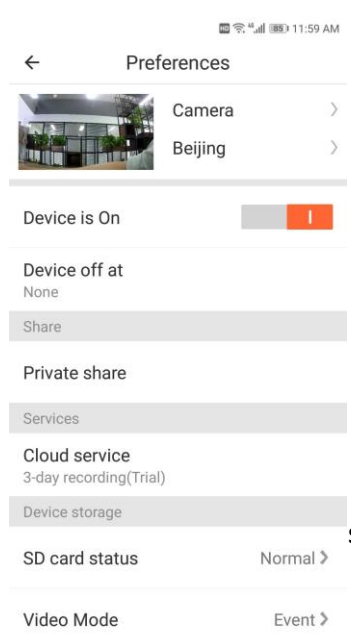 11:59 AM
Preferences
Camera
Beijing
Device is On
Device off at
None
Share
Private share
Services
Cloud service
3-day recording(Trial)
Device storage
SD card status
Normal
Video Mode
Event